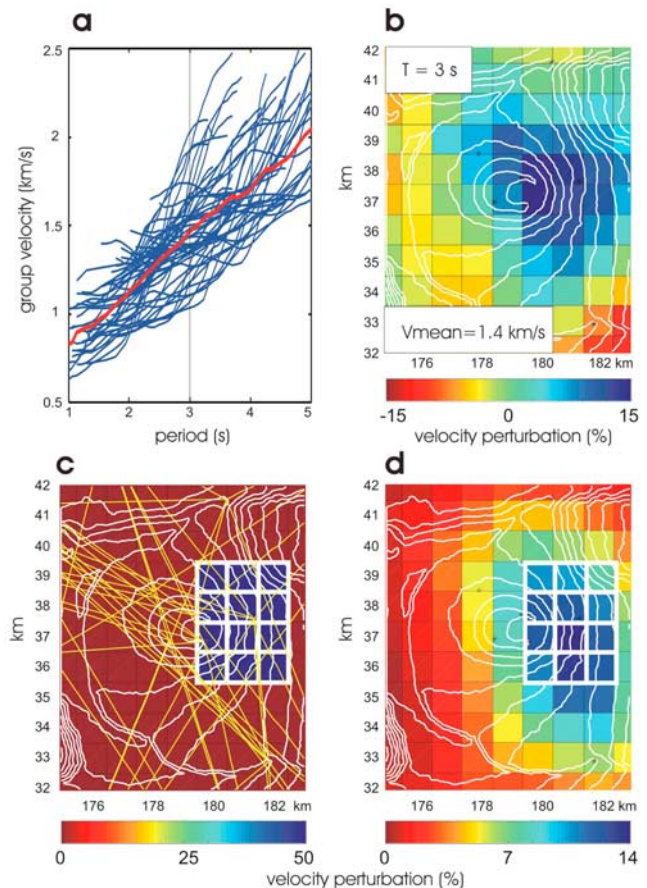 a
2.5
2
1.5
1
0.5
group velocity (km/s)
1 2 3 4 5
period (s)
b
42
41
40
39
38
37
36
35
34
33
32
km
T = 3 s
Vmean=1.4 km/s
176 178 180 182 km
-15 0 15
velocity perturbation (%)
c
42
41
40
39
38
37
36
35
34
33
32
km
176 178 180 182 km
0 25 50
d
42
41
40
39
38
37
36
35
34
33
32
km
176 178 180 182 km
0 7 14
velocity perturbation (%)